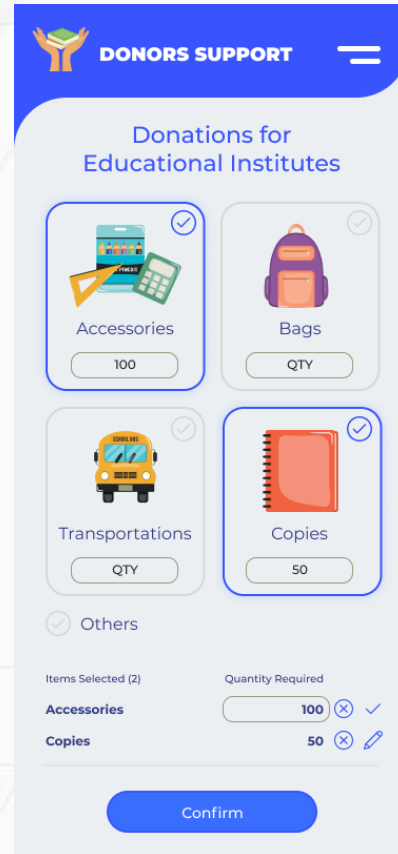 DONORS SUPPORT
Donations for
Educational Institutes
Accessories
100
Bags
QTY
SCHOOL BUS
Transportations
QTY
Copies
50
Others
Items Selected (2)
Quantity Required
Accessories
100
Copies
50
Confirm